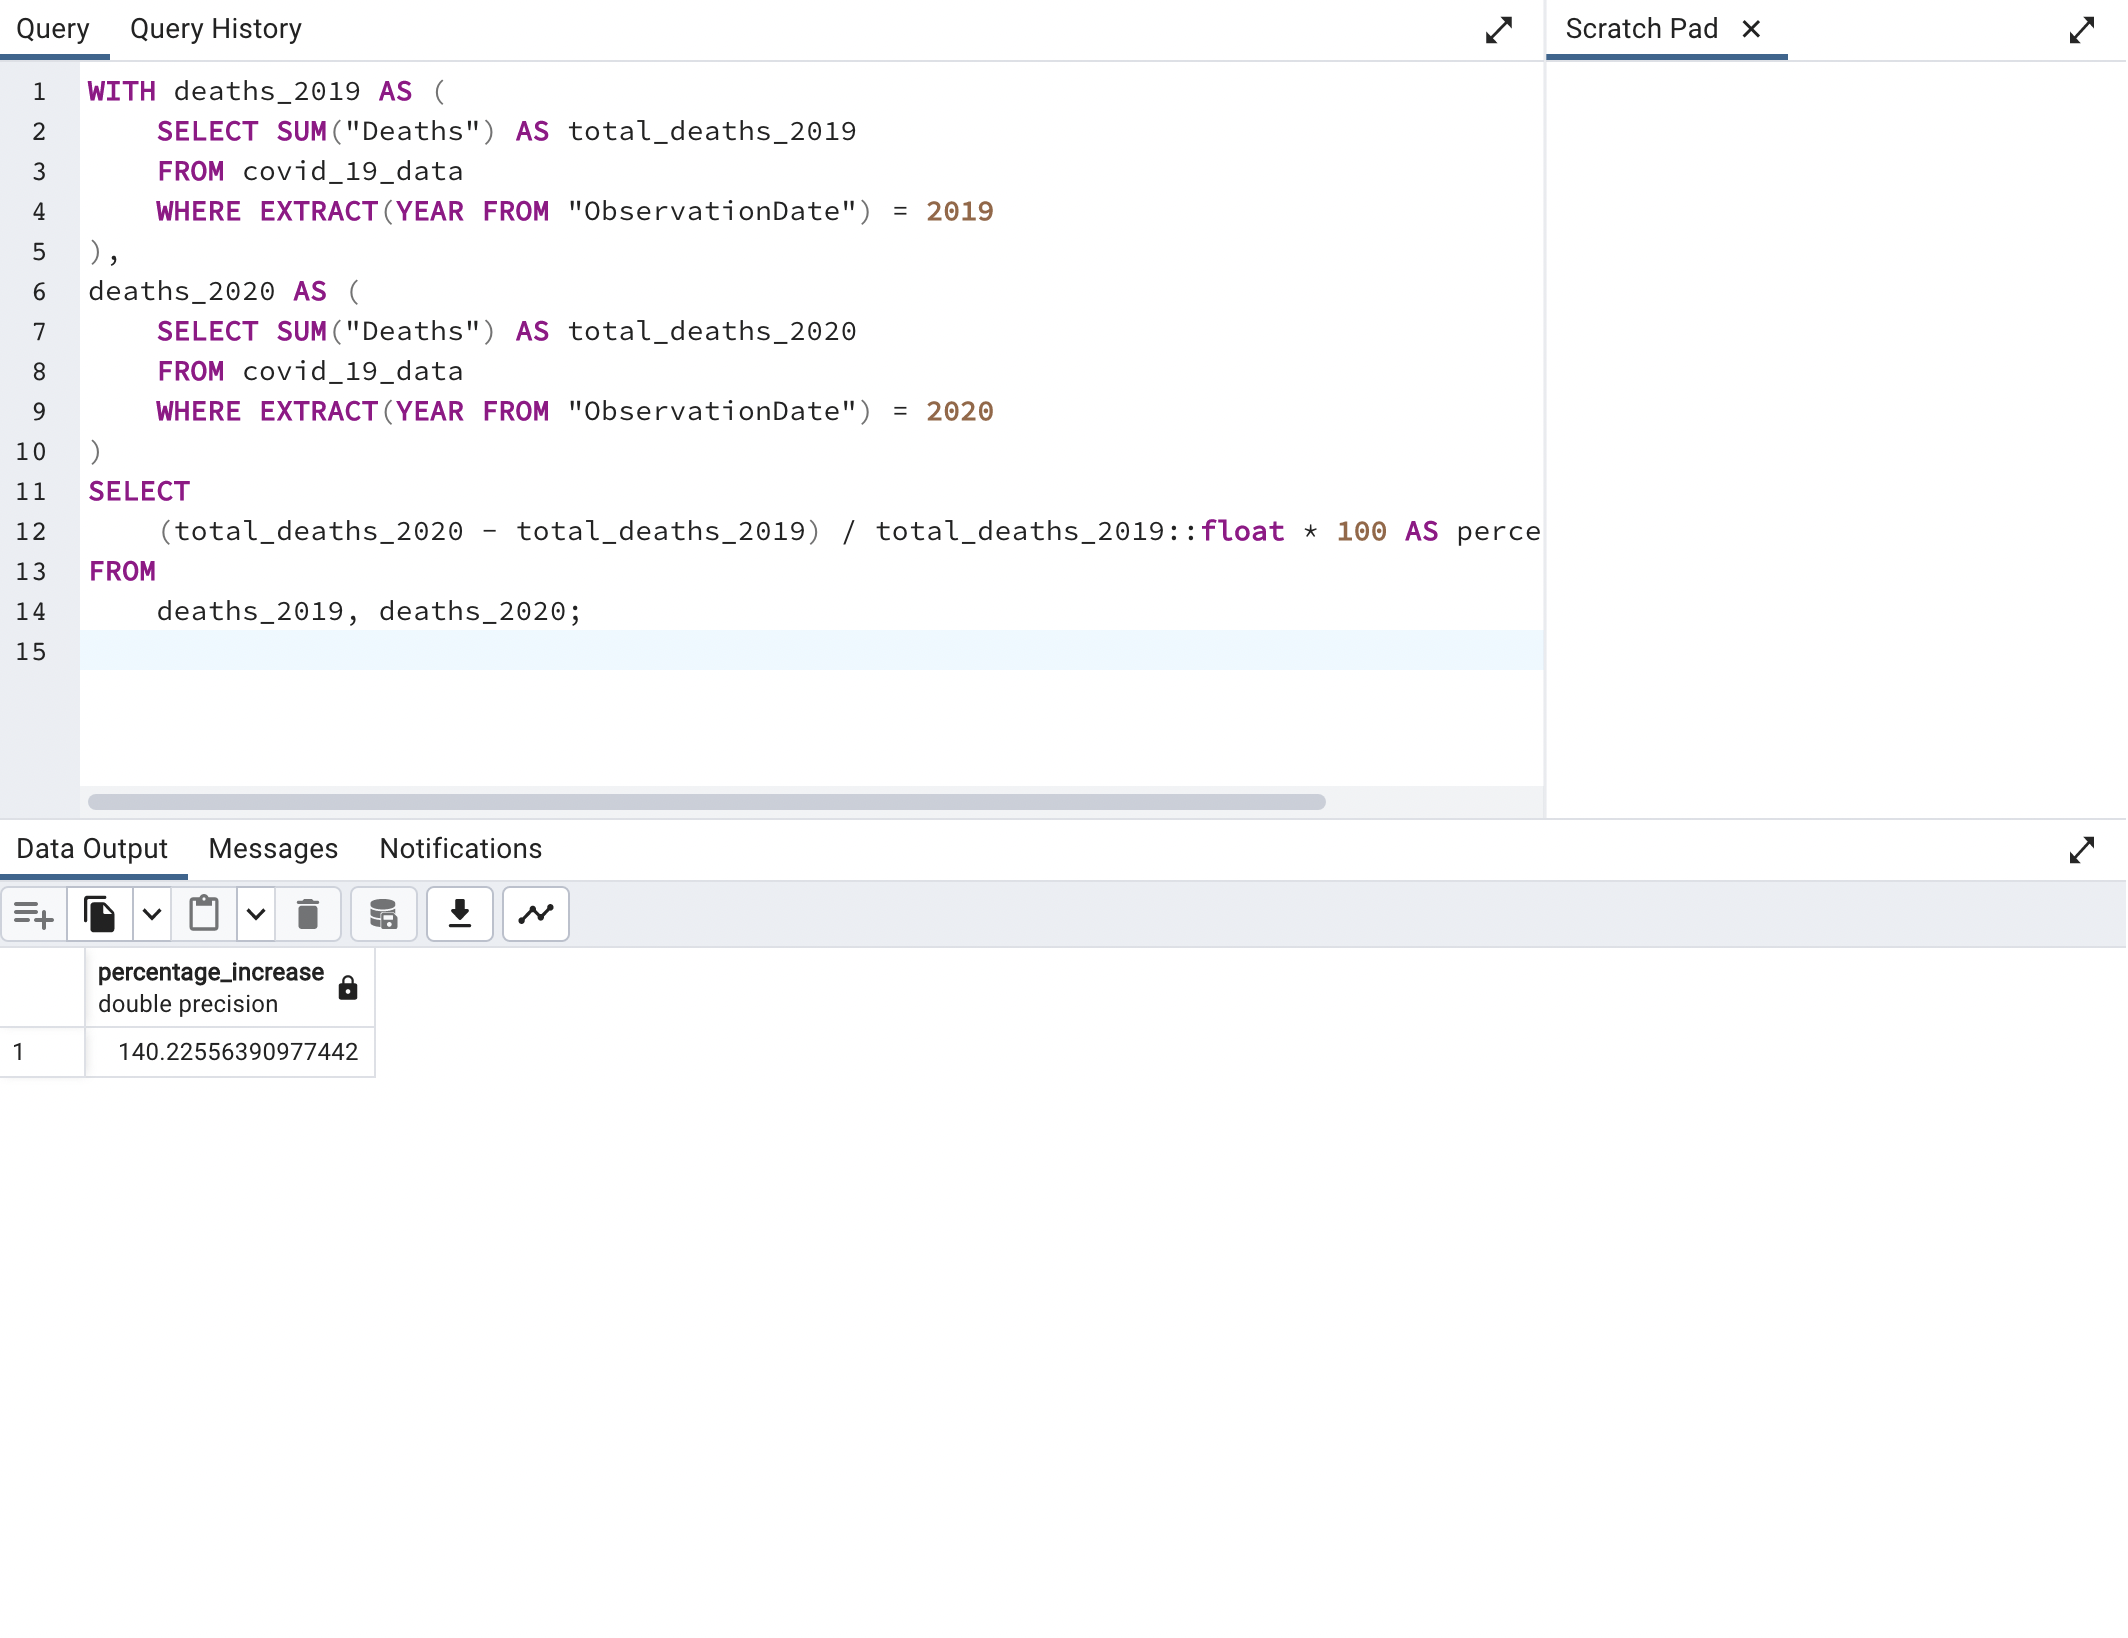 Query Query History Scratch Pad ×
1 WITH deaths_2019 AS (
2 SELECT SUM("Deaths") AS total_deaths_2019
3 FROM covid_19_data
4 WHERE EXTRACT(YEAR FROM "ObservationDate") = 2019
5 ),
6 deaths_2020 AS (
7 SELECT SUM("Deaths") AS total_deaths_2020
8 FROM covid_19_data
9 WHERE EXTRACT(YEAR FROM "ObservationDate") = 2020
10 )
11 SELECT
12 (total_deaths_2020 - total_deaths_2019) / total_deaths_2019::float * 100 AS perce
13 FROM
14 deaths_2019, deaths_2020;
15
Data Output Messages Notifications
percentage_increase
double precision
1 140.22556390977442